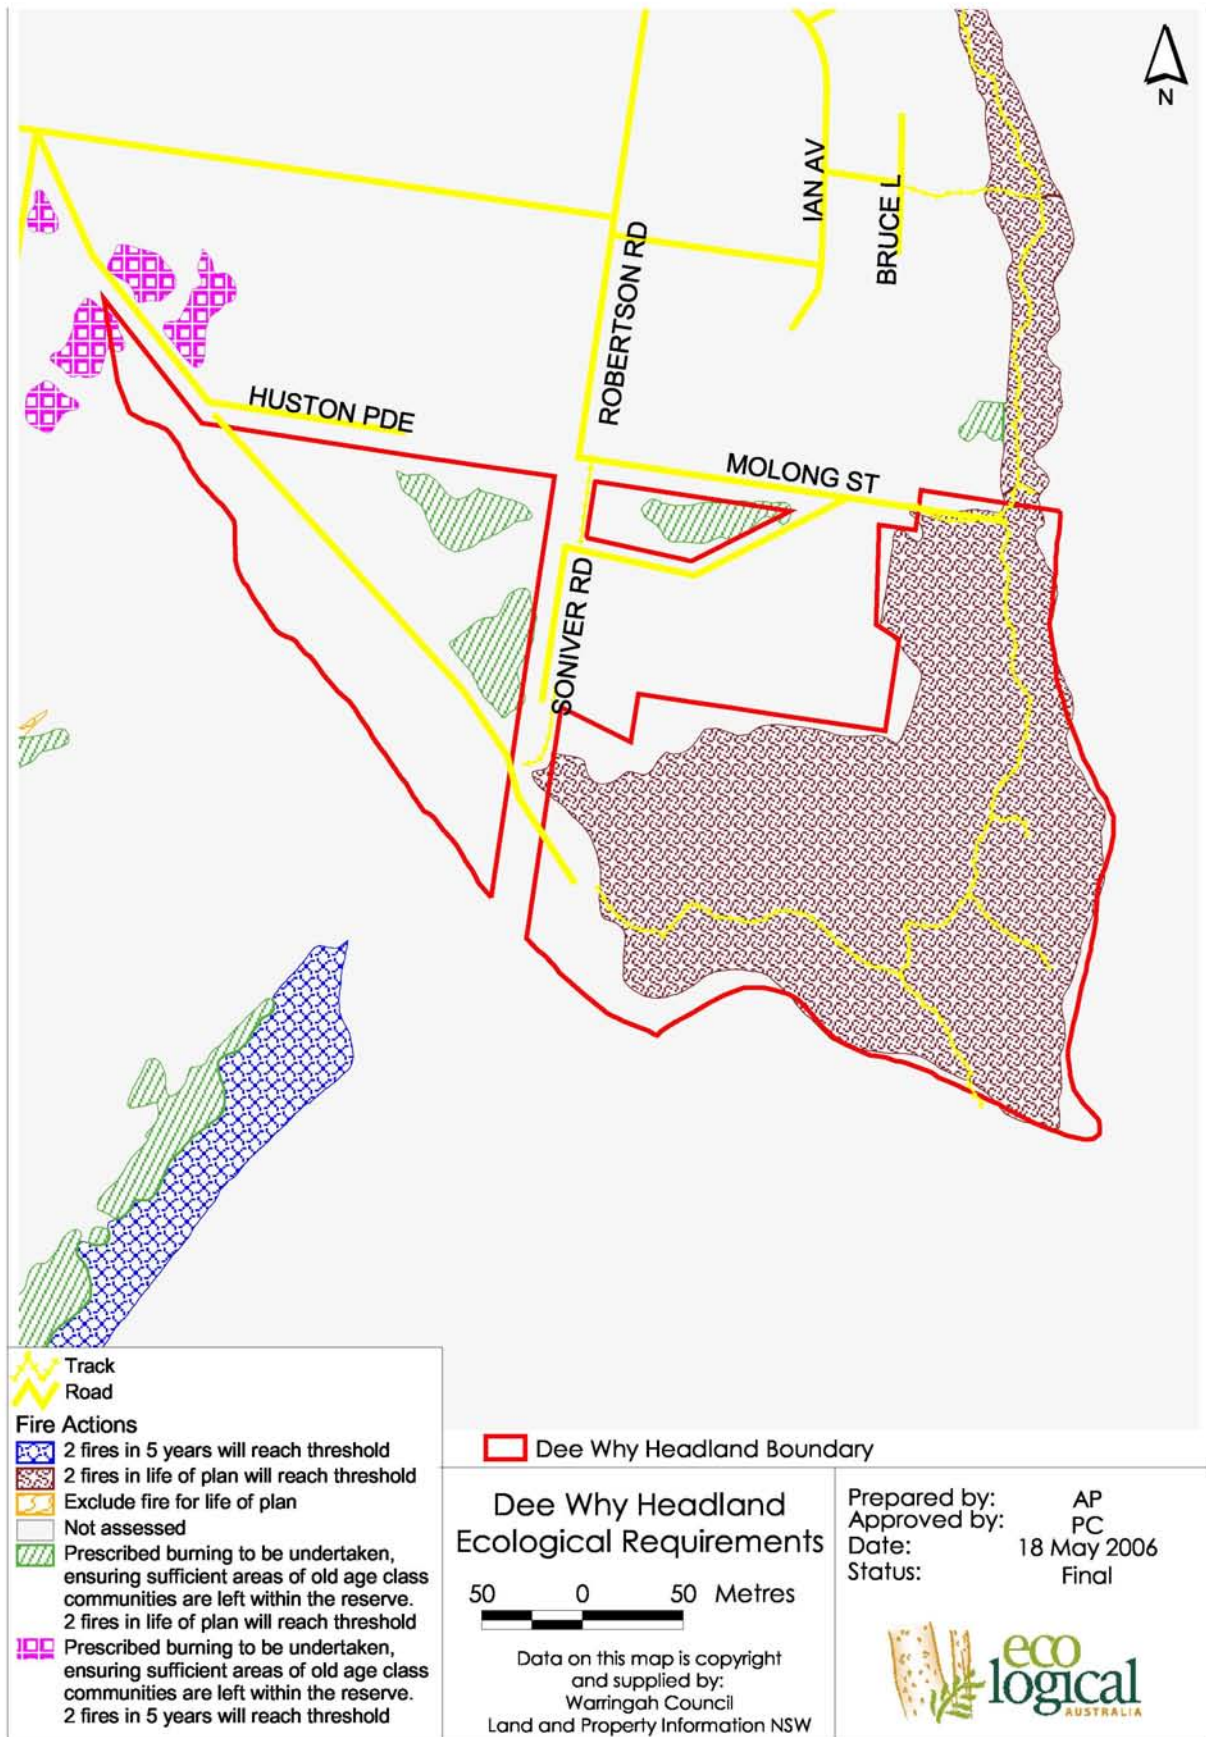 N
IAN AV
BRUCE L
ROBERTSON RD
HUSTON PDE
MOLONG ST
SONIVER RD
Track
Road
Fire Actions
2 fires in 5 years will reach threshold
2 fires in life of plan will reach threshold
Exclude fire for life of plan
Not assessed
Prescribed burning to be undertaken,
ensuring sufficient areas of old age class
communities are left within the reserve.
2 fires in life of plan will reach threshold
Prescribed burning to be undertaken,
ensuring sufficient areas of old age class
communities are left within the reserve.
2 fires in 5 years will reach threshold
Dee Why Headland Boundary
Dee Why Headland
Ecological Requirements
50 0 50 Metres
Data on this map is copyright
and supplied by:
Warringah Council
Land and Property Information NSW
Prepared by: AP
Approved by: PC
Date: 18 May 2006
Status: Final
eco
logical
AUSTRALIA